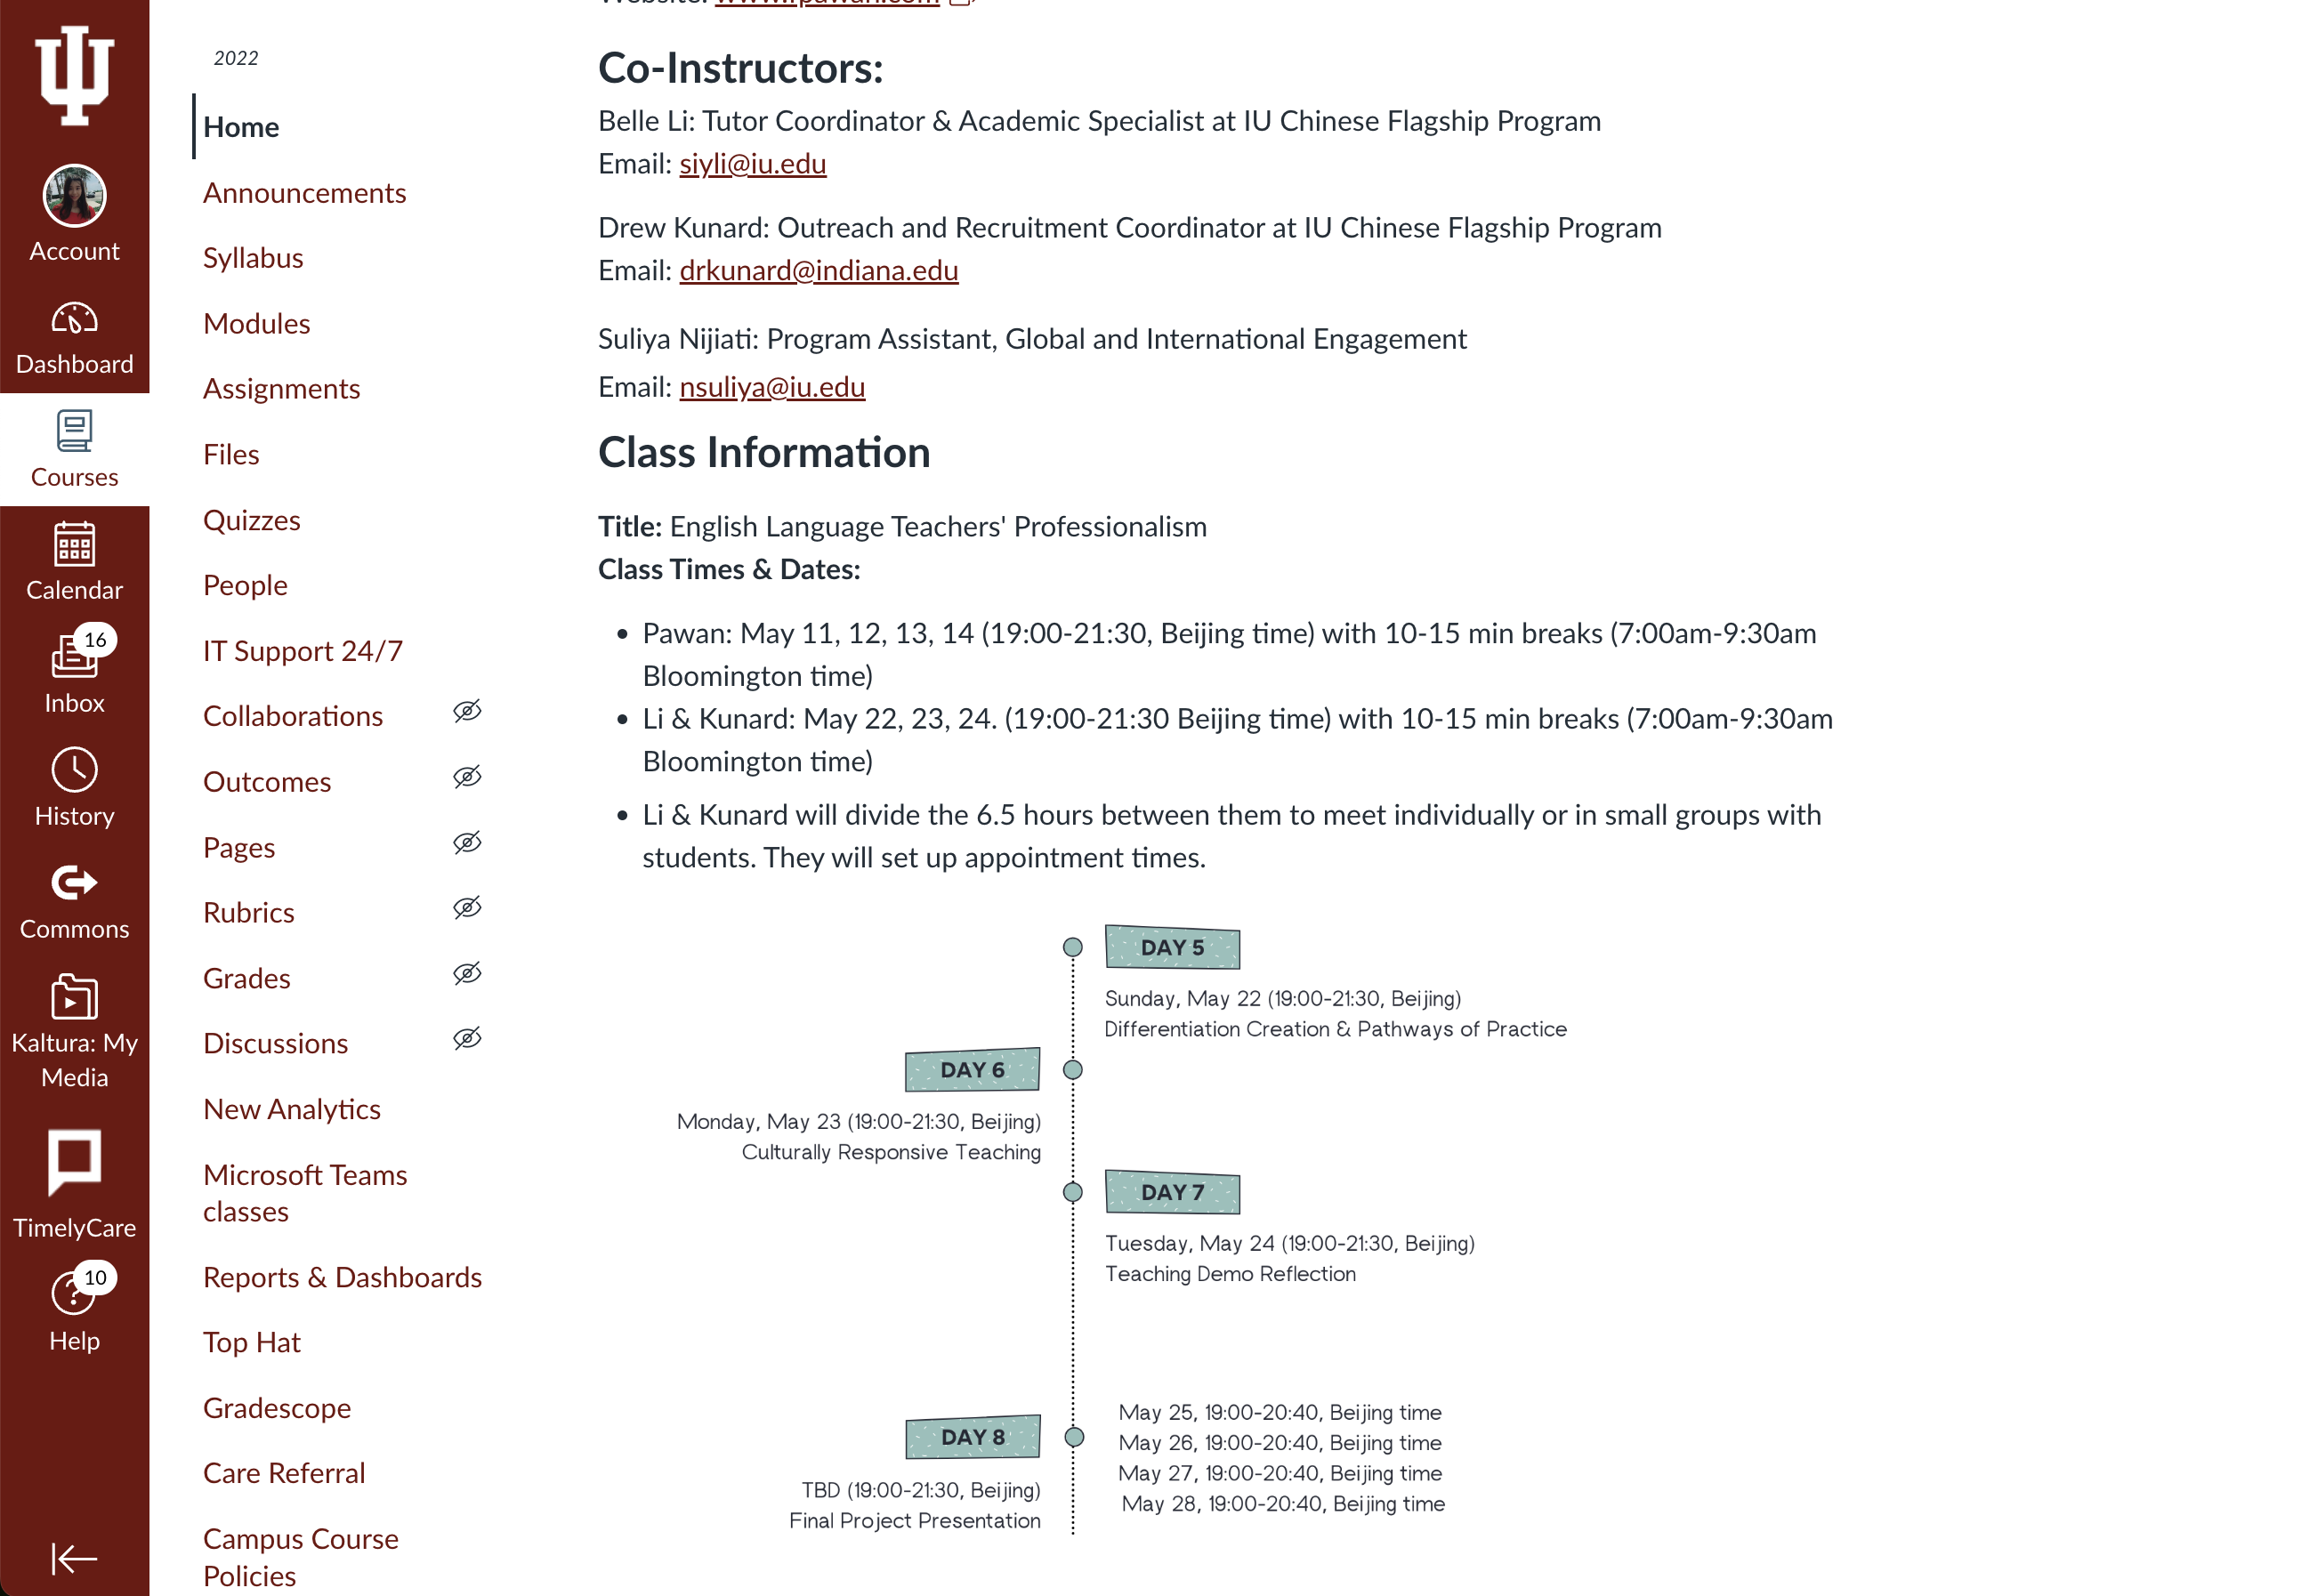 Account
Dashboard
Courses
Calendar
16
Inbox
History
Commons
Kaltura: My
Media
TimelyCare
10
Help
2022
Home
Announcements
Syllabus
Modules
Assignments
Files
Quizzes
People
IT Support 24/7
Collaborations
Outcomes
Pages
Rubrics
Grades
Discussions
New Analytics
Microsoft Teams
classes
Reports & Dashboards
Top Hat
Gradescope
Care Referral
Campus Course
Policies
Website: www.rpawan.com
Co-Instructors:
Belle Li: Tutor Coordinator & Academic Specialist at IU Chinese Flagship Program
Email: siyli@iu.edu
Drew Kunard: Outreach and Recruitment Coordinator at IU Chinese Flagship Program
Email: drkunard@indiana.edu
Suliya Nijiati: Program Assistant, Global and International Engagement
Email: nsuliya@iu.edu
Class Information
Title: English Language Teachers' Professionalism
Class Times & Dates:
• Pawan: May 11, 12, 13, 14 (19:00-21:30, Beijing time) with 10-15 min breaks (7:00am-9:30am
Bloomington time)
• Li & Kunard: May 22, 23, 24. (19:00-21:30 Beijing time) with 10-15 min breaks (7:00am-9:30am
Bloomington time)
• Li & Kunard will divide the 6.5 hours between them to meet individually or in small groups with
students. They will set up appointment times.
DAY 5
Sunday, May 22 (19:00-21:30, Beijing)
Differentiation Creation & Pathways of Practice
DAY 6
Monday, May 23 (19:00-21:30, Beijing)
Culturally Responsive Teaching
DAY 7
Tuesday, May 24 (19:00-21:30, Beijing)
Teaching Demo Reflection
DAY 8
TBD (19:00-21:30, Beijing)
Final Project Presentation
May 25, 19:00-20:40, Beijing time
May 26, 19:00-20:40, Beijing time
May 27, 19:00-20:40, Beijing time
May 28, 19:00-20:40, Beijing time